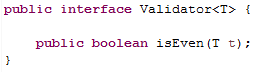 public interface Validator<T> {
public boolean isEven(T t);
}